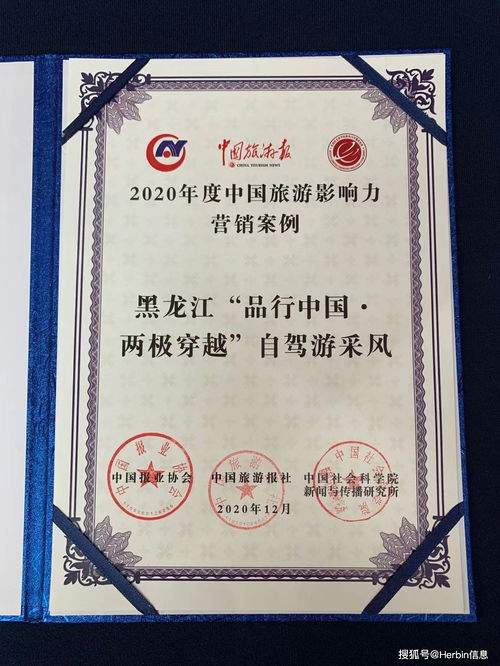 中国旅游报
CHINA TOURISM NEWS
2020年度中国旅游影响力
营销案例
黑龙江“品行中国·
两极穿越”自驾游采风
中国报业协会
中国旅游报社
中国社会科学院
新闻与传播研究所
2020年12月
搜狐号@Herbin信息